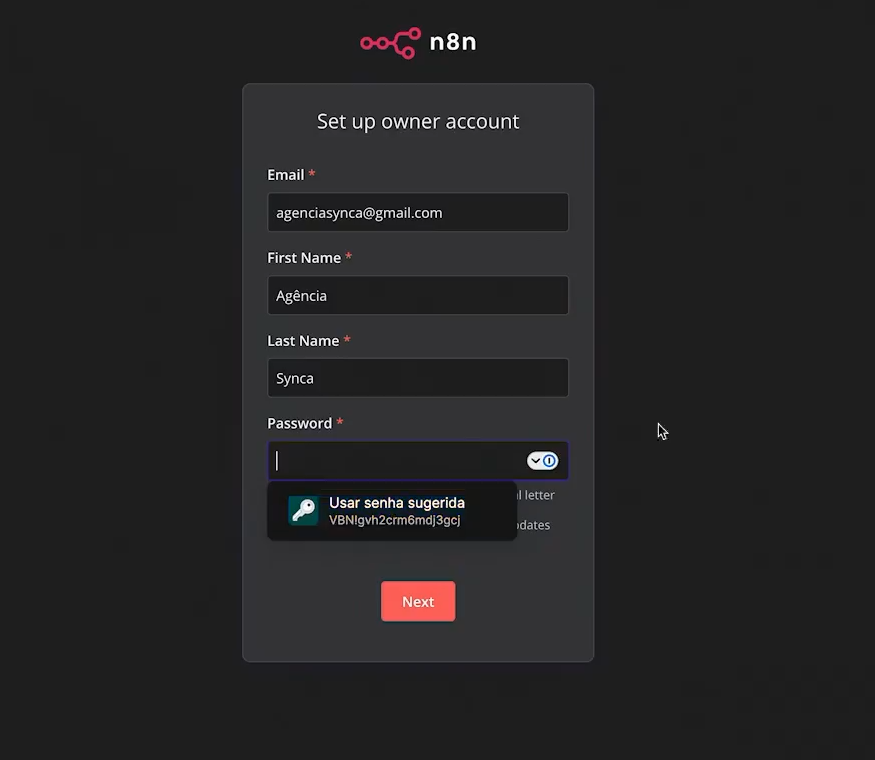 n8n
Set up owner account
Email *
agenciasynca@gmail.com
First Name *
Agência
Last Name *
Synca
Password *
Usar senha sugerida
VBN!gvh2crm6mdj3gcj
letter
Next